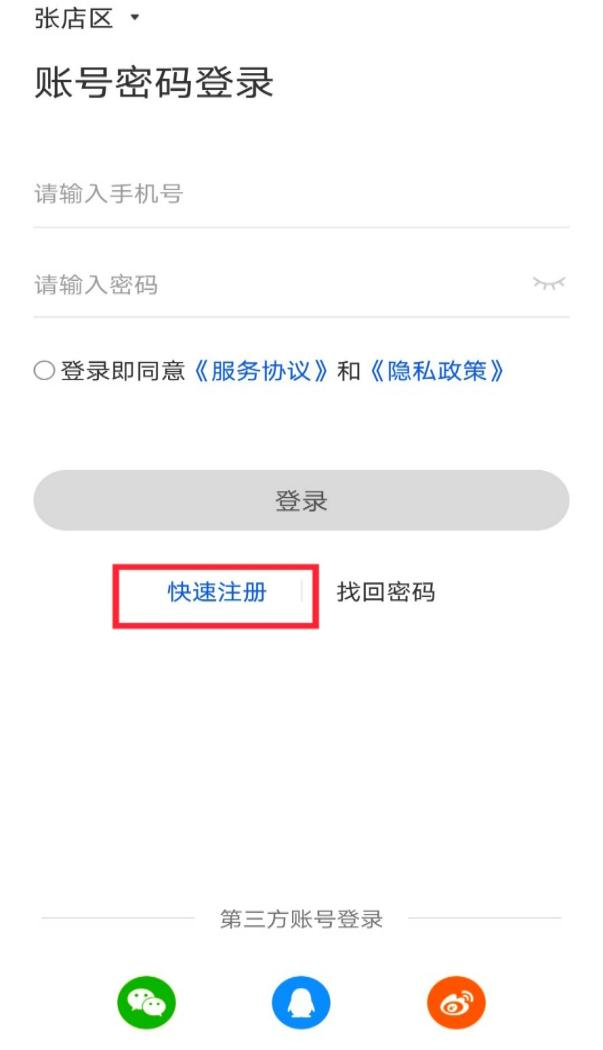 张店区
账号密码登录
请输入手机号
请输入密码
登录即同意《服务协议》和《隐私政策》
登录
快速注册 找回密码
第三方账号登录